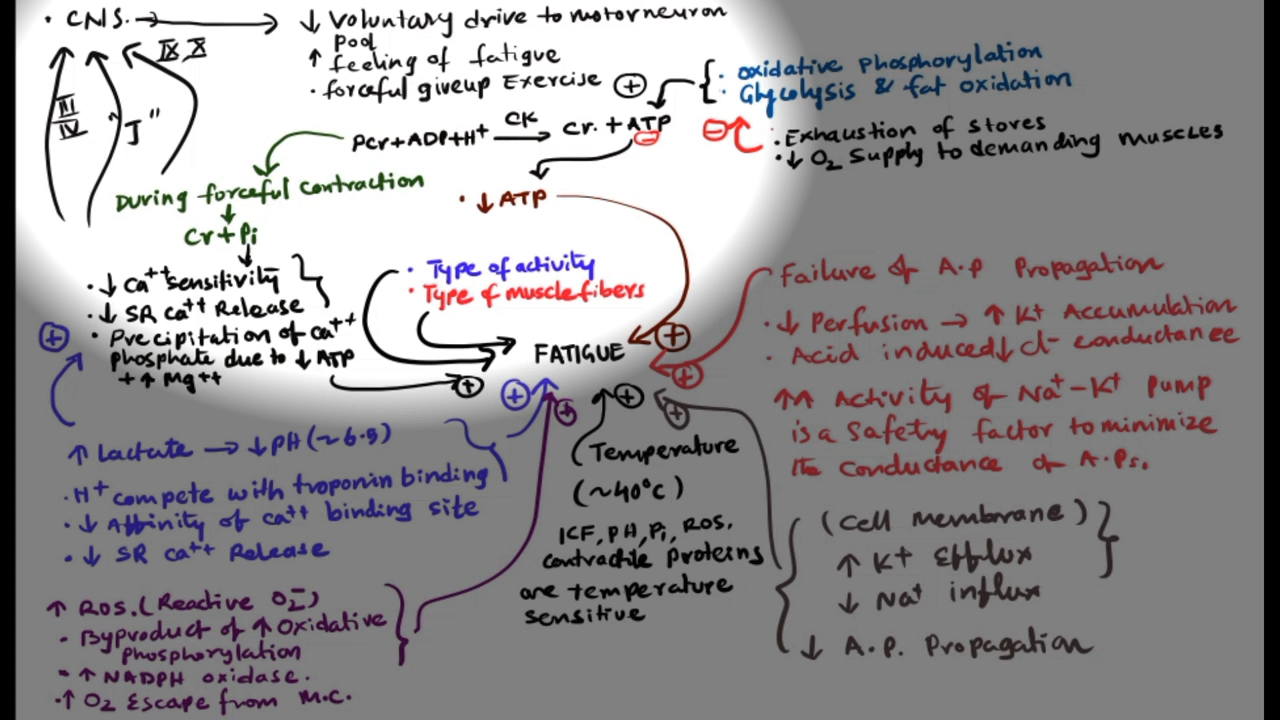 • CNS. → ↓ Voluntary drive to motorneuron
pool
↑ feeling of fatigue
• forceful giveup Exercise
IX, X
III
IV
"J"
+
• oxidative phosphorylation
• Glycolysis & fat oxidation
Pcr+ADP+H+ CK → Cr. + ATP
−
−
• Exhaustion of stores
• ↓ O2 Supply to demanding muscles
During forceful contraction
↓
Cr + Pi
• ↓ ATP
• ↓ Ca++ sensitivity
• ↓ SR Ca++ Release
• Precipitation of Ca++
phosphate due to ↓ ATP
+ ↑ Mg++
• Type of activity
• Type of muscle fibers
FATIGUE
+
+
+
+
+
+
+
+
Failure of A.P Propagation
• ↓ Perfusion → ↑ K+ Accumulation
• Acid induced ↓ Cl- conductance
↑↑ Activity of Na+-K+ pump
is a safety factor to minimize
the conductance of A.Ps.
↑ Lactate → ↓ PH (~6.5)
• H+ compete with troponin binding
• ↓ Affinity of Ca++ binding site
• ↓ SR Ca++ Release
Temperature
(~40°C)
ICF, PH, Pi, ROS.
contractile proteins
are temperature
sensitive
(Cell membrane)
↑ K+ Efflux
↓ Na+ influx
↓ A.P. Propagation
↑ ROS. (Reactive O2-)
• Byproduct of ↑ Oxidative
phosphorylation
• ↑ NADPH oxidase.
• ↑ O2 Escape from M.C.